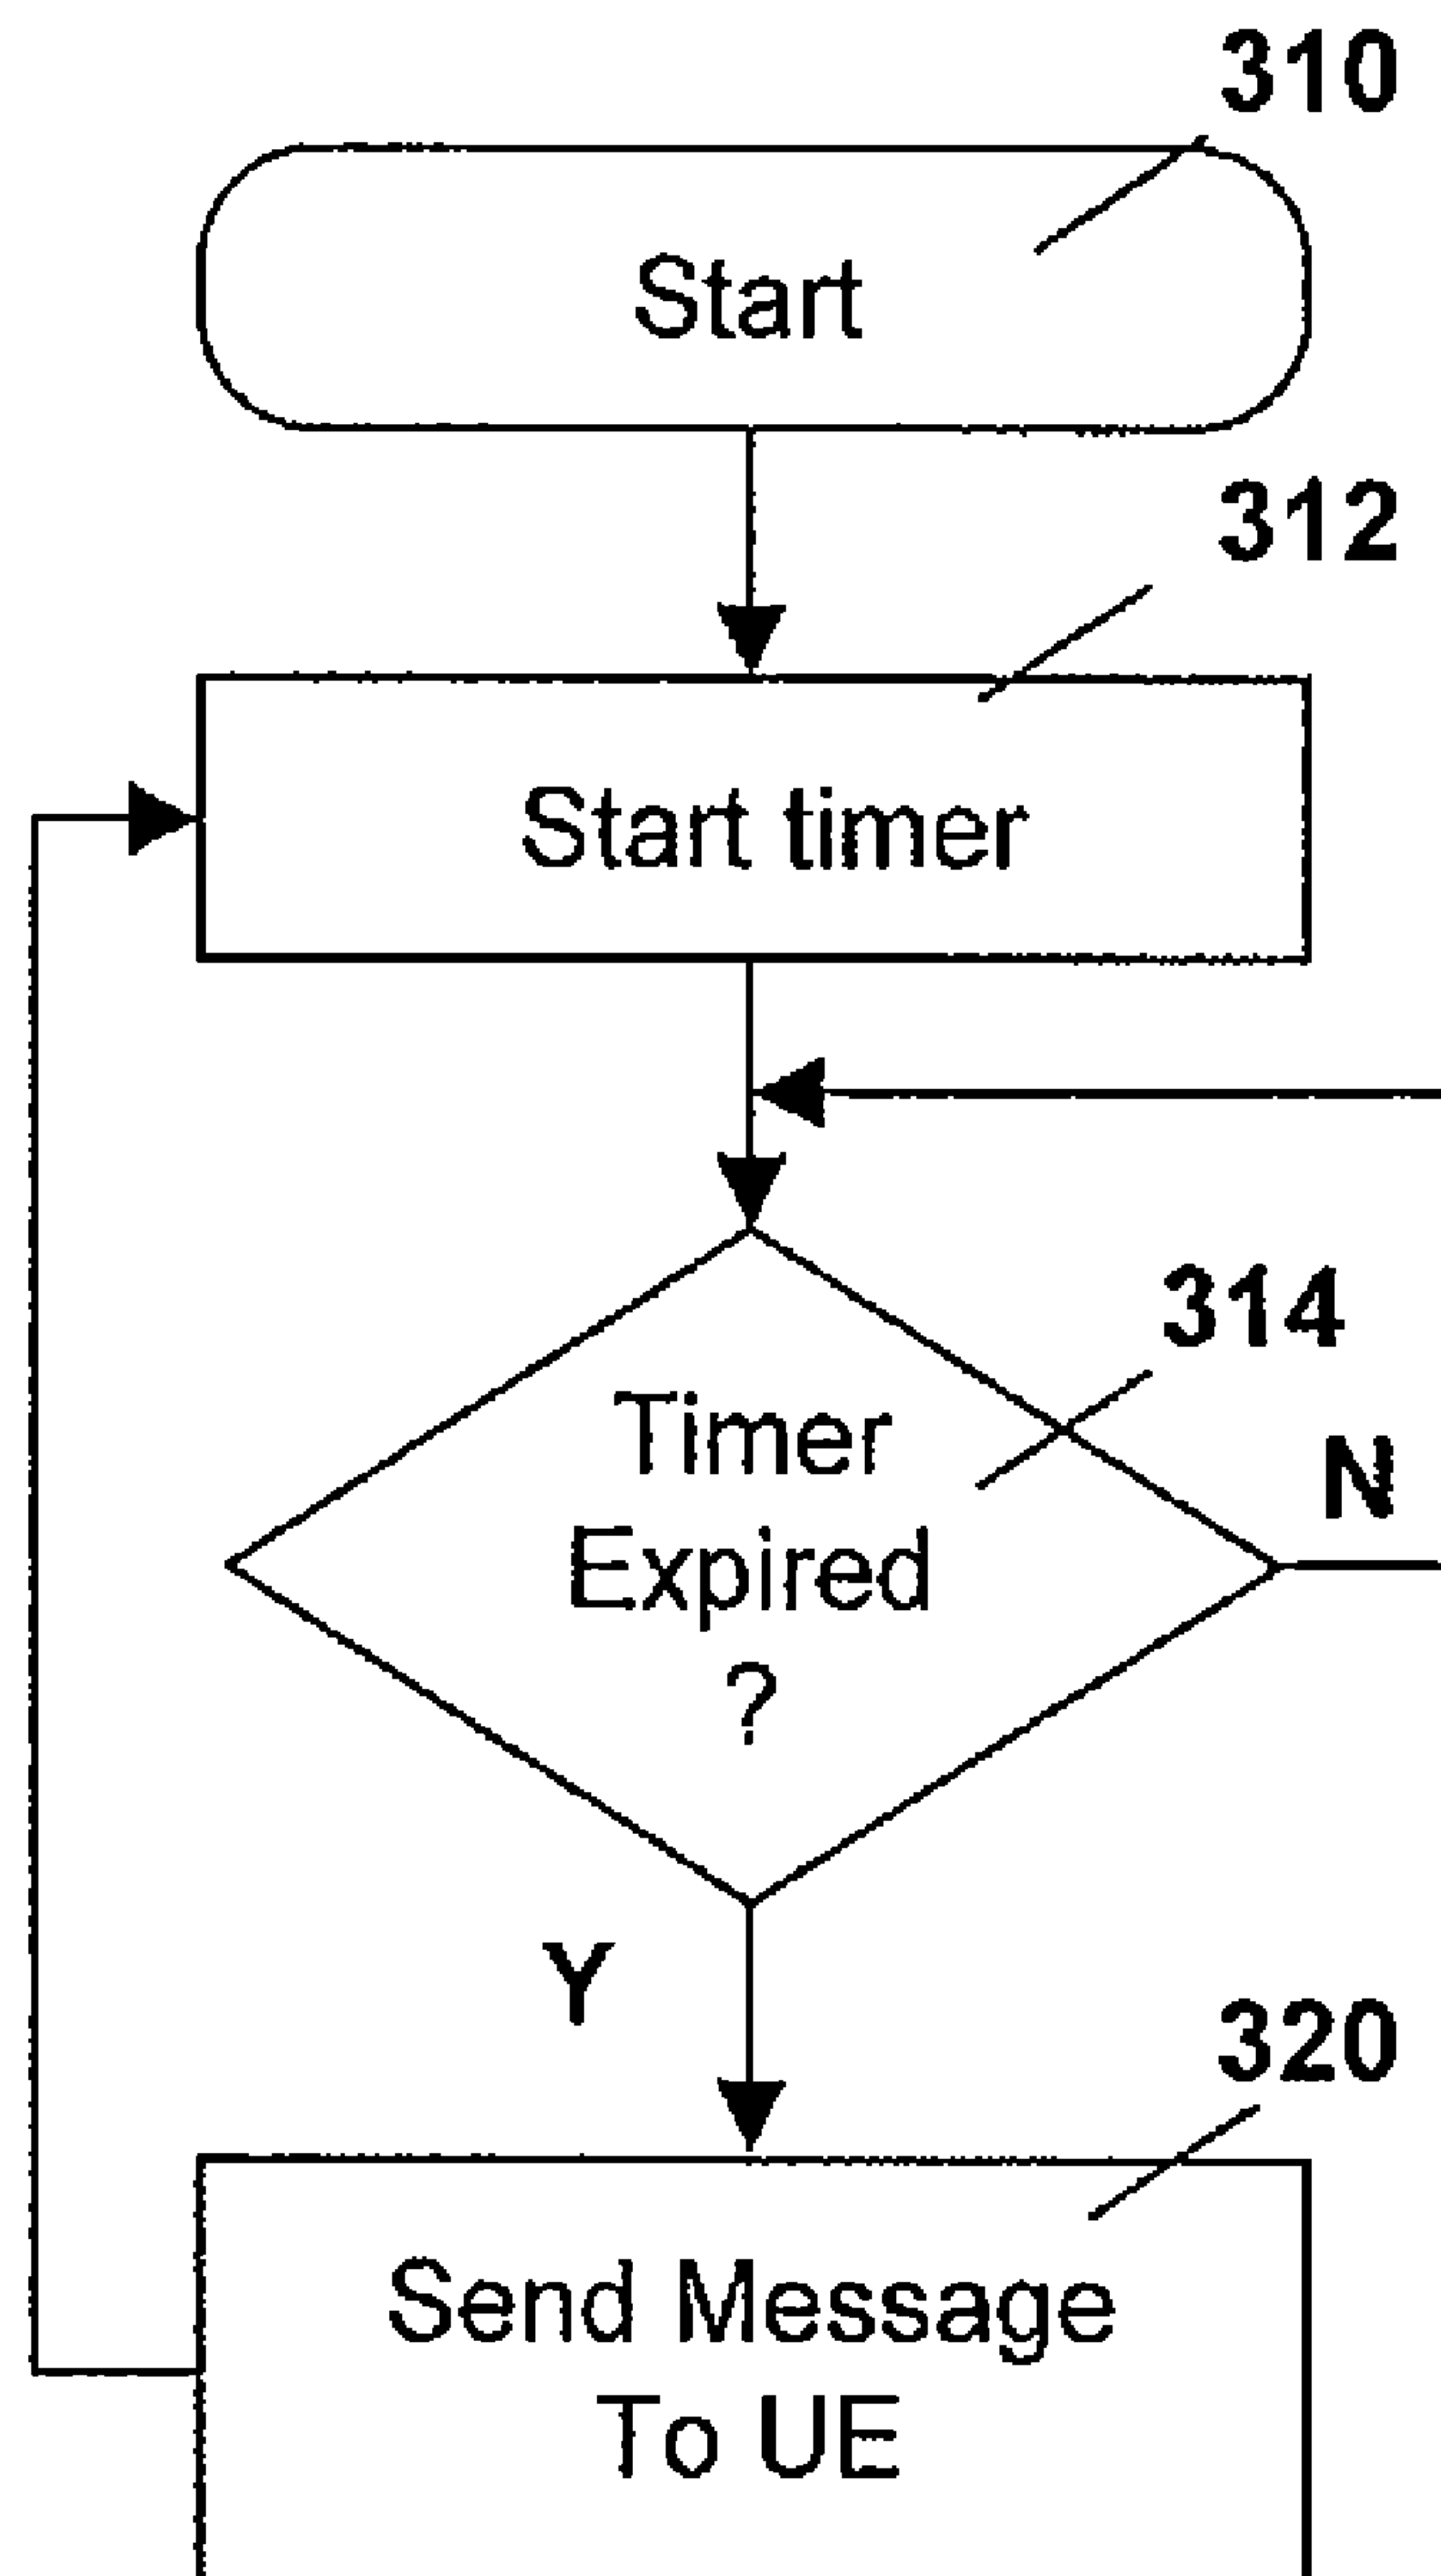 310
Start
312
Start timer
314
Timer
Expired
?
N
Y
320
Send Message
To UE